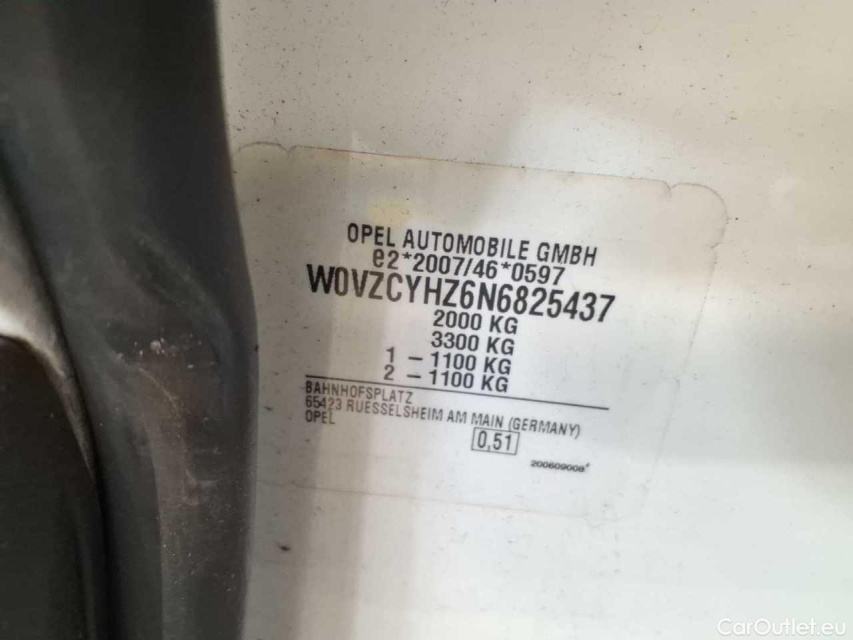 OPEL AUTOMOBILE GMBH
e2*2007/46*0597
W0VZCYHZ6N6825437
2000 KG
3300 KG
1 - 1100 KG
2 - 1100 KG
BAHNHOFSPLATZ
65423 RUESSELSHEIM AM MAIN (GERMANY)
OPEL
0,51
200609008*
CarOutlet.eu